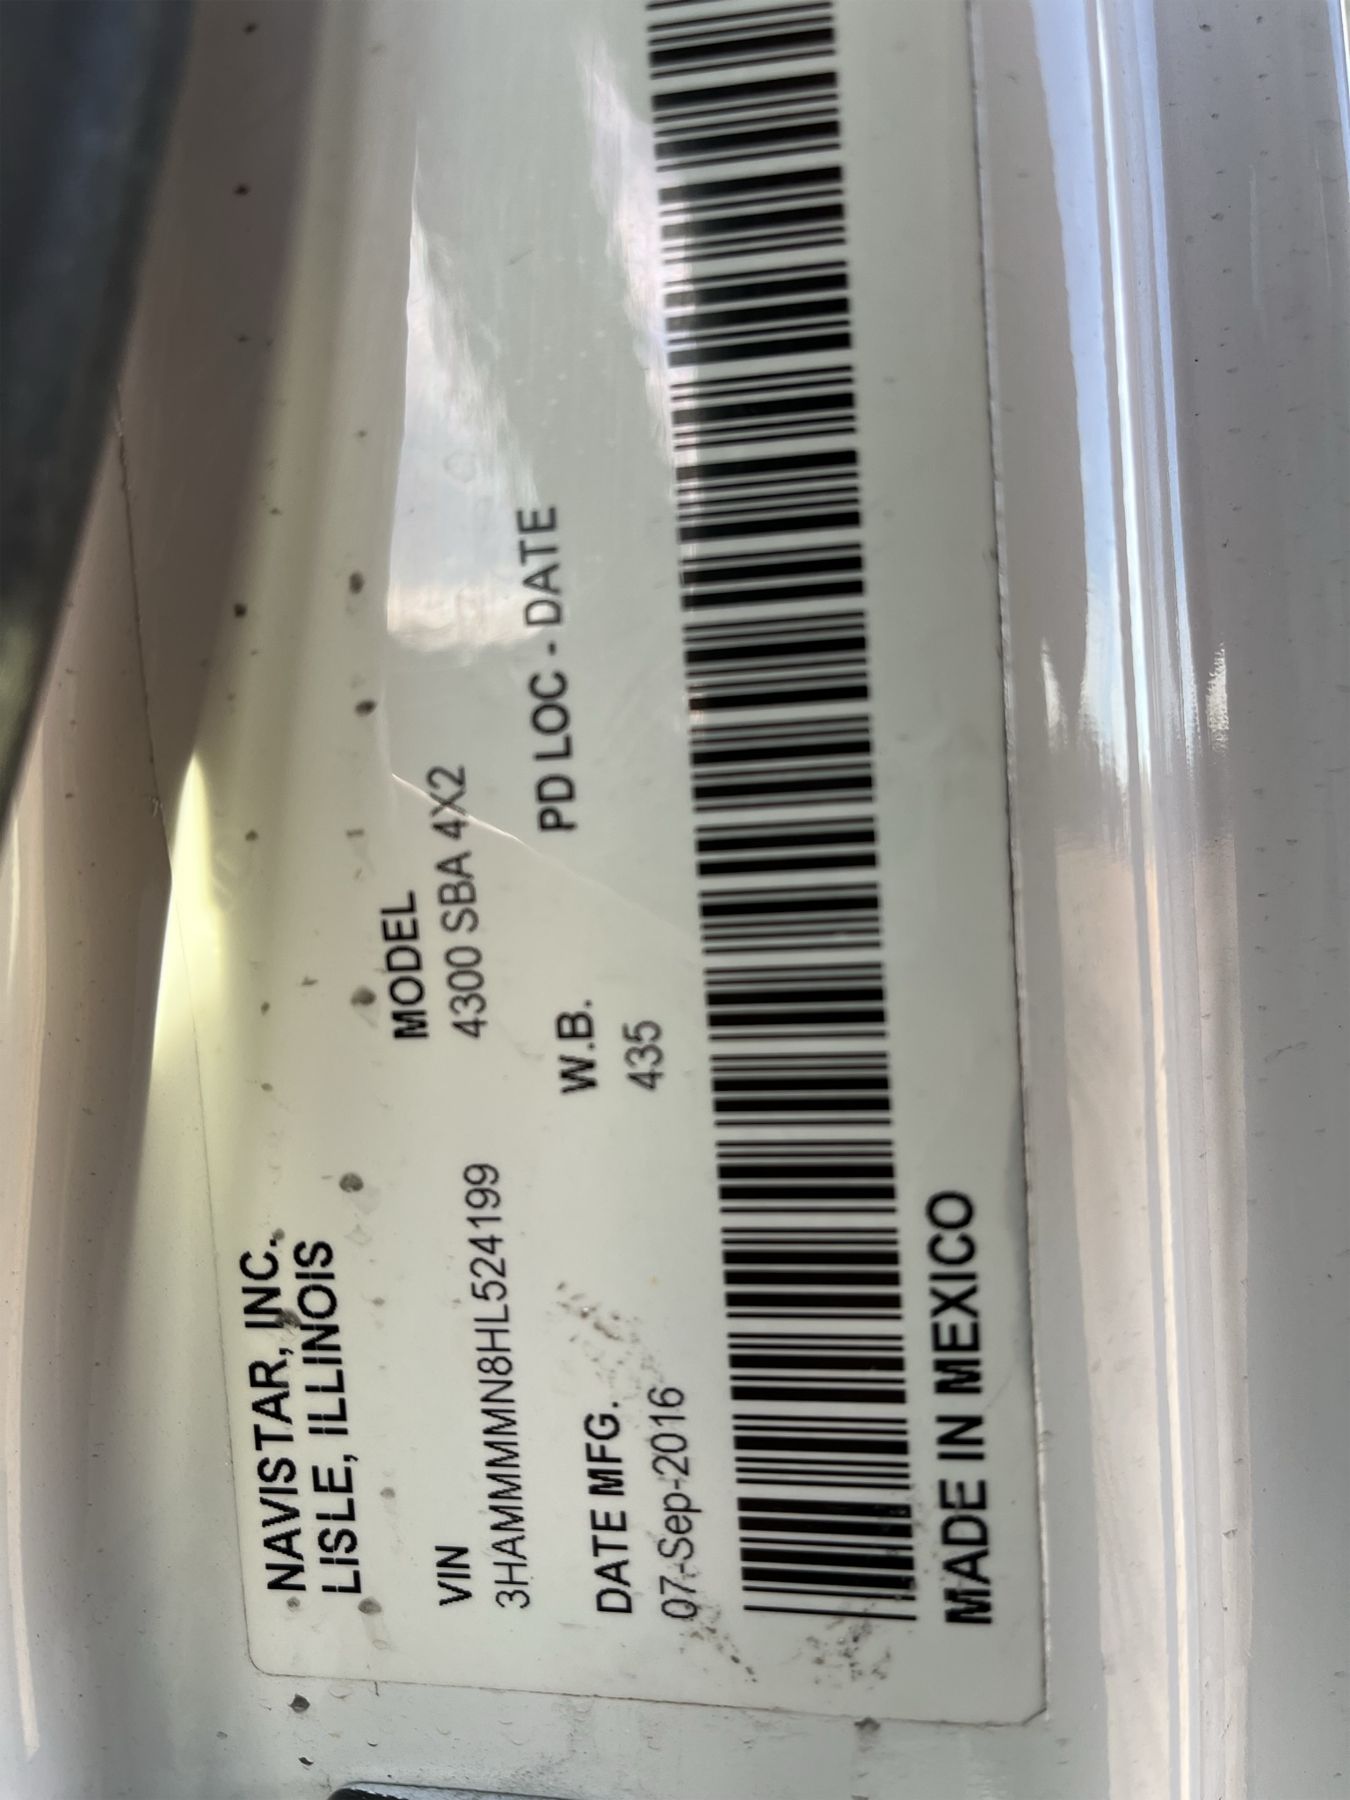 NAVISTAR, INC.
LISLE, ILLINOIS
VIN
MODEL
3HAMMMMN8HL524199
4300 SBA 4X2
DATE MFG.
W.B.
PD LOC - DATE
07-Sep-2016
435
MADE IN MEXICO